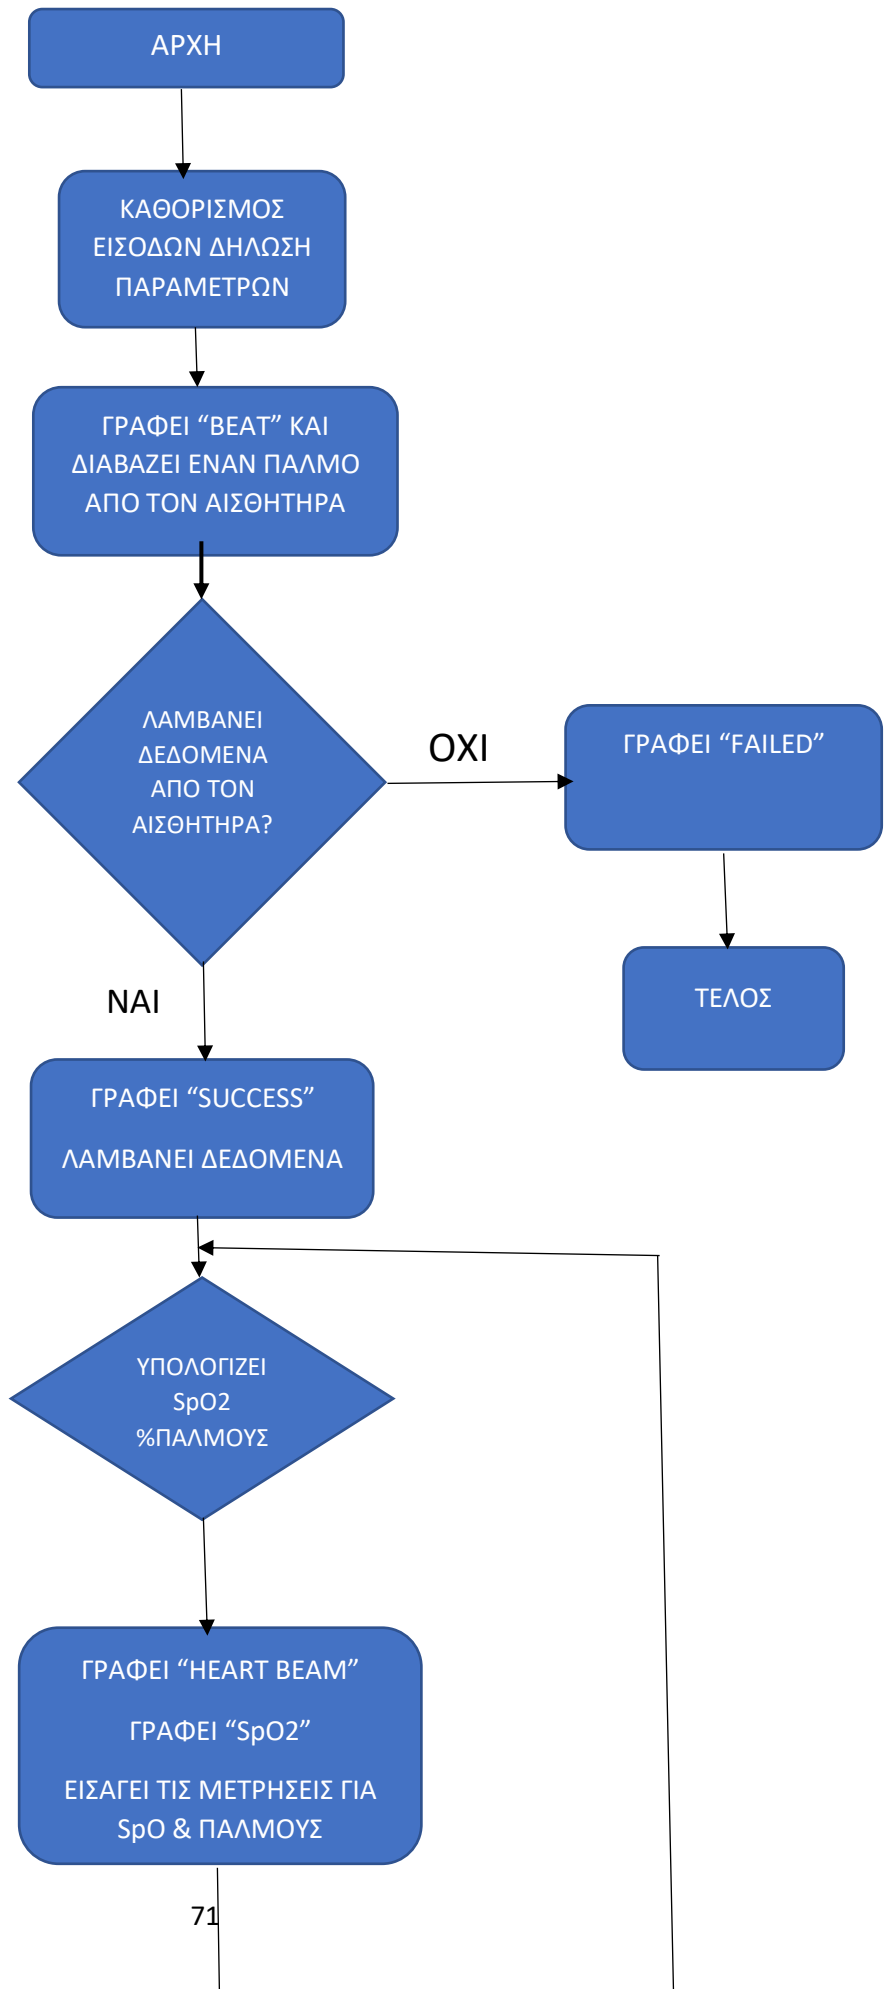 ΑΡΧΗ
ΚΑΘΟΡΙΣΜΟΣ
ΕΙΣΟΔΩΝ ΔΗΛΩΣΗ
ΠΑΡΑΜΕΤΡΩΝ
ΓΡΑΦΕΙ “BEAT” ΚΑΙ
ΔΙΑΒΑΖΕΙ ΕΝΑΝ ΠΑΛΜΟ
ΑΠΟ ΤΟΝ ΑΙΣΘΗΤΗΡΑ
ΛΑΜΒΑΝΕΙ
ΔΕΔΟΜΕΝΑ
ΑΠΟ ΤΟΝ
ΑΙΣΘΗΤΗΡΑ?
ΟΧΙ
ΓΡΑΦΕΙ “FAILED”
ΤΕΛΟΣ
ΝΑΙ
ΓΡΑΦΕΙ “SUCCESS”
ΛΑΜΒΑΝΕΙ ΔΕΔΟΜΕΝΑ
ΥΠΟΛΟΓΙΖΕΙ
SpO2
%ΠΑΛΜΟΥΣ
ΓΡΑΦΕΙ “HEART BEAM”
ΓΡΑΦΕΙ “SpO2”
ΕΙΣΑΓΕΙ ΤΙΣ ΜΕΤΡΗΣΕΙΣ ΓΙΑ
SpO & ΠΑΛΜΟΥΣ
71